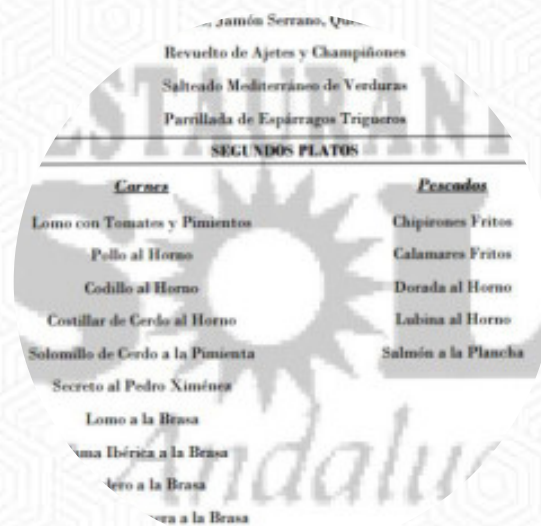 Jamón Serrano,
Revuelto de Ajetes y Champiñones
Salteado Mediterráneo de Verduras
Parrillada de Espárragos Trigueros
SEGUNDOS PLATOS
Carnes
Lomo con Tomates y Pimientos
Pollo al Horno
Codillo al Horno
Costillar de Cerdo al Horno
Solomillo de Cerdo a la Pimienta
Secreto al Pedro Ximénez
Lomo a la Brasa
Ibérica a la Brasa
a la Brasa
a la Brasa
Pescados
Chipirones Fritos
Calamares Fritos
Dorada al Horno
Lubina al Horno
Salmón a la Plancha